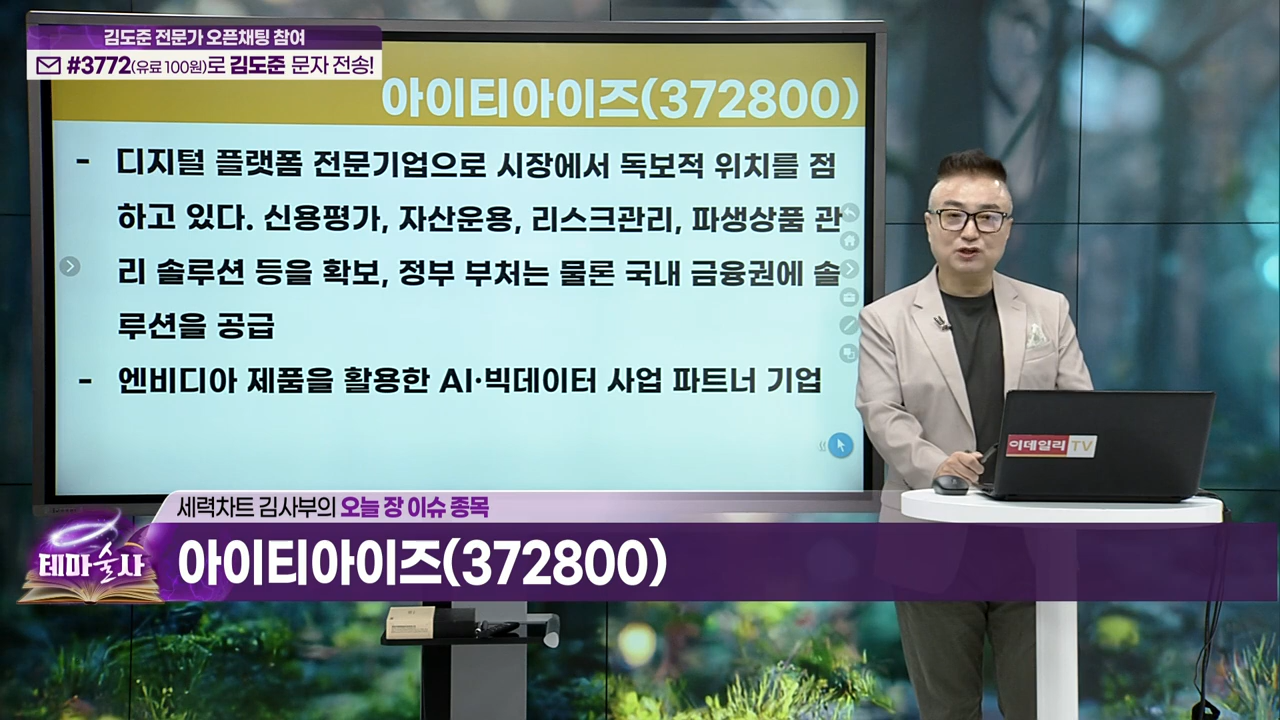 김도준 전문가 오픈채팅 참여
#3772(유료 100원)로 김도준 문자 전송!
아이티아이즈(372800)
- 디지털 플랫폼 전문기업으로 시장에서 독보적 위치를 점
하고 있다. 신용평가, 자산운용, 리스크관리, 파생상품 관
리 솔루션 등을 확보, 정부 부처는 물론 국내 금융권에 솔
루션을 공급
- 엔비디아 제품을 활용한 AI·빅데이터 사업 파트너 기업
이데일리 TV
세력차트 김사부의 오늘 장 이슈 종목
테마술사
아이티아이즈(372800)